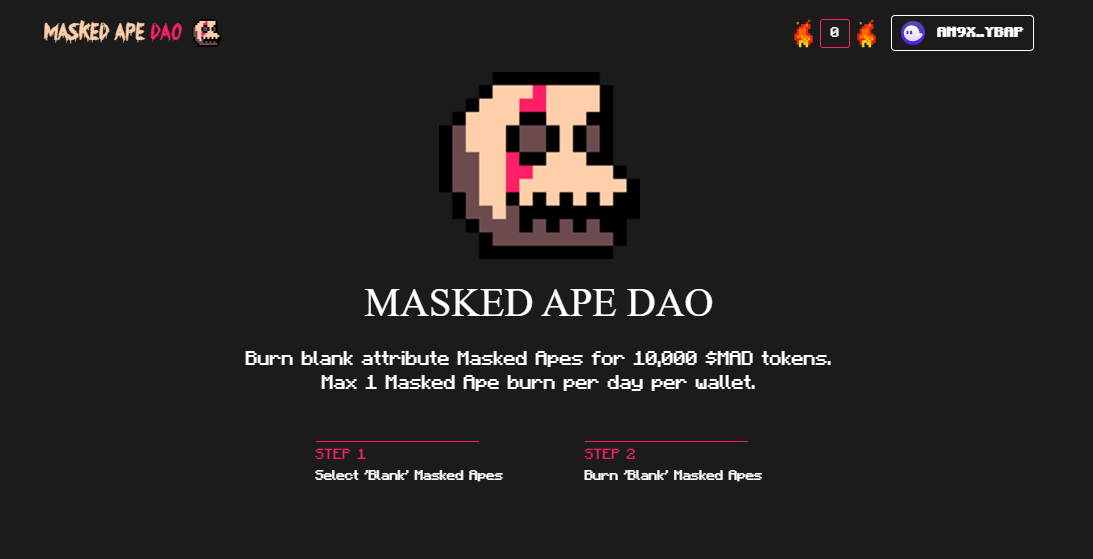 MASKED APE DAO
0
AM9X..YBAP
MASKED APE DAO
Burn blank attribute Masked Apes for 10,000 $MAD tokens.
Max 1 Masked Ape burn per day per wallet.
STEP 1
Select 'Blank' Masked Apes
STEP 2
Burn 'Blank' Masked Apes